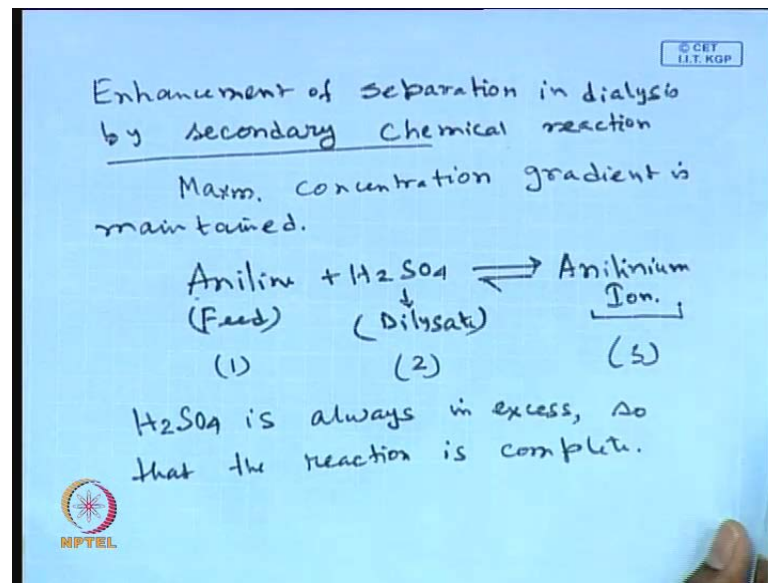 © CET
I.I.T. KGP
Enhancement of separation in dialysis
by secondary Chemical reaction
Maxm. concentration gradient is
maintained.
Aniline + H2SO4 ⇌ Anilinium
(Feed) ↓ (Dilysate) Ion.
(1) (2) (3)
H2SO4 is always in excess, so
that the reaction is complete.
NPTEL